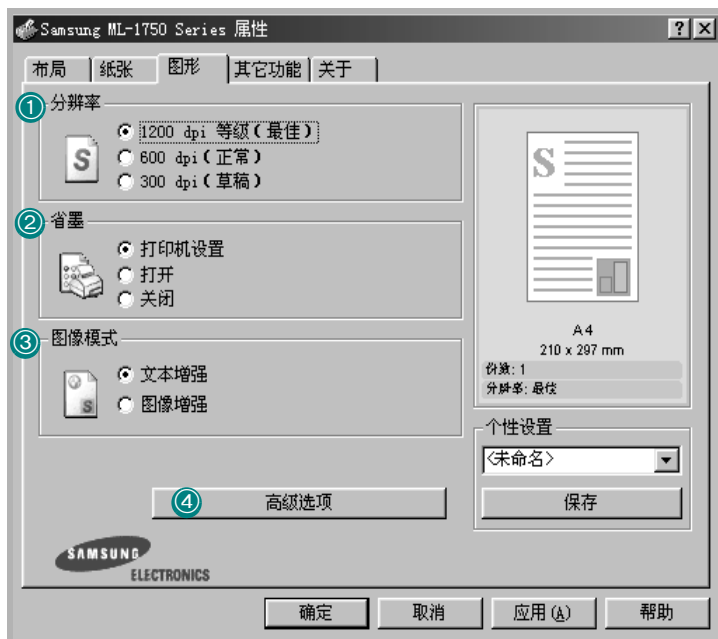 Samsung ML-1750 Series 属性
布局 纸张 图形 其它功能 关于
① 分辨率
1200 dpi 等级(最佳)
600 dpi(正常)
300 dpi(草稿)
② 省墨
打印机设置
打开
关闭
③ 图像模式
文本增强
图像增强
④ 高级选项
S
A4
210 x 297 mm
份数: 1
分辨率: 最佳
个性设置
<未命名>
保存
SAMSUNG
ELECTRONICS
确定 取消 应用(A) 帮助